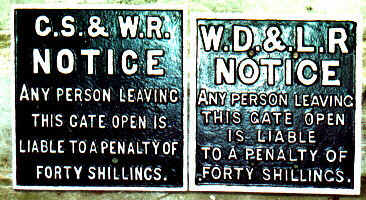 C.S. & W.R.
NOTICE
ANY PERSON LEAVING
THIS GATE OPEN IS
LIABLE TO A PENALTY OF
FORTY SHILLINGS.
W.D.&.L.R
NOTICE
ANY PERSON LEAVING
THIS GATE OPEN
IS LIABLE
TO A PENALTY OF
FORTY SHILLINGS.